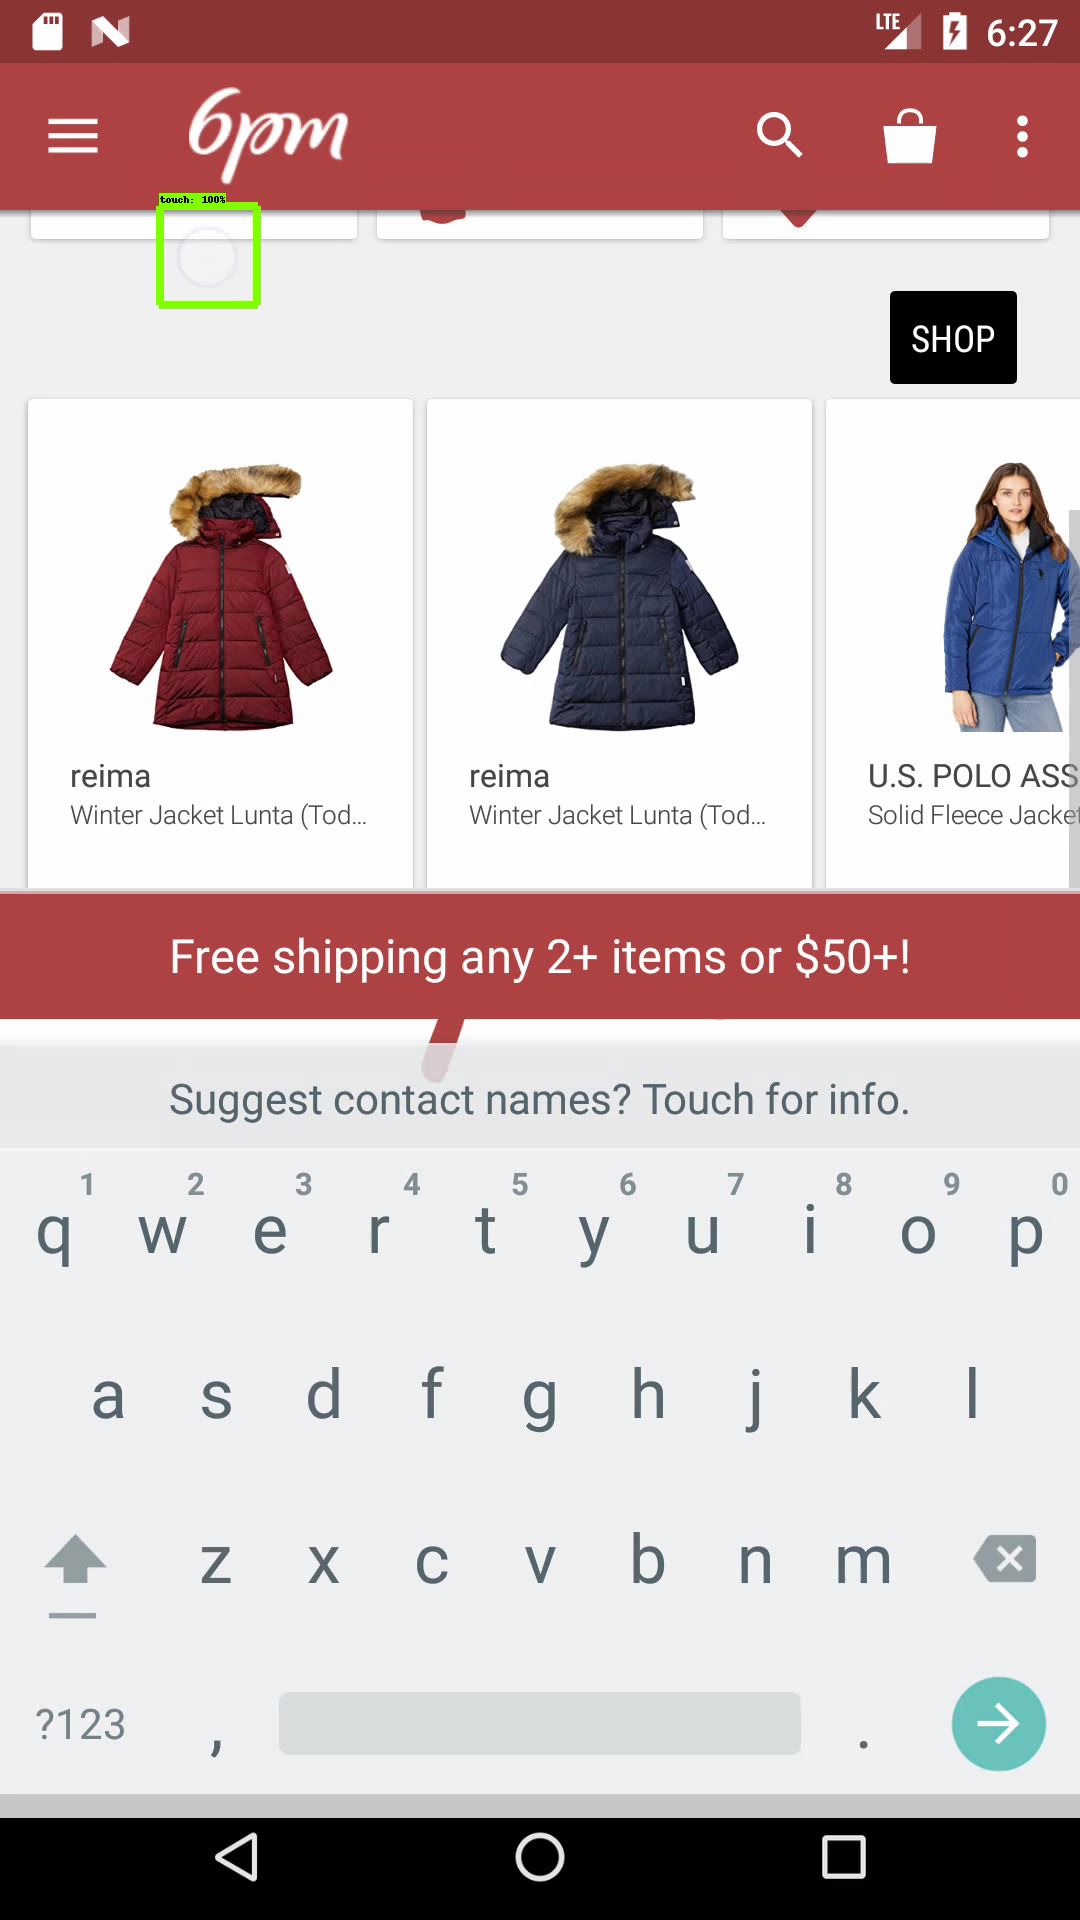 LTE 6:27
6pm
touch: 100%
SHOP
reima
Winter Jacket Lunta (Tod...
reima
Winter Jacket Lunta (Tod...
U.S. POLO ASS
Solid Fleece Jacket
Free shipping any 2+ items or $50+!
Suggest contact names? Touch for info.
1 2 3 4 5 6 7 8 9 0
q w e r t y u i o p
a s d f g h j k l
z x c v b n m
?123 , .